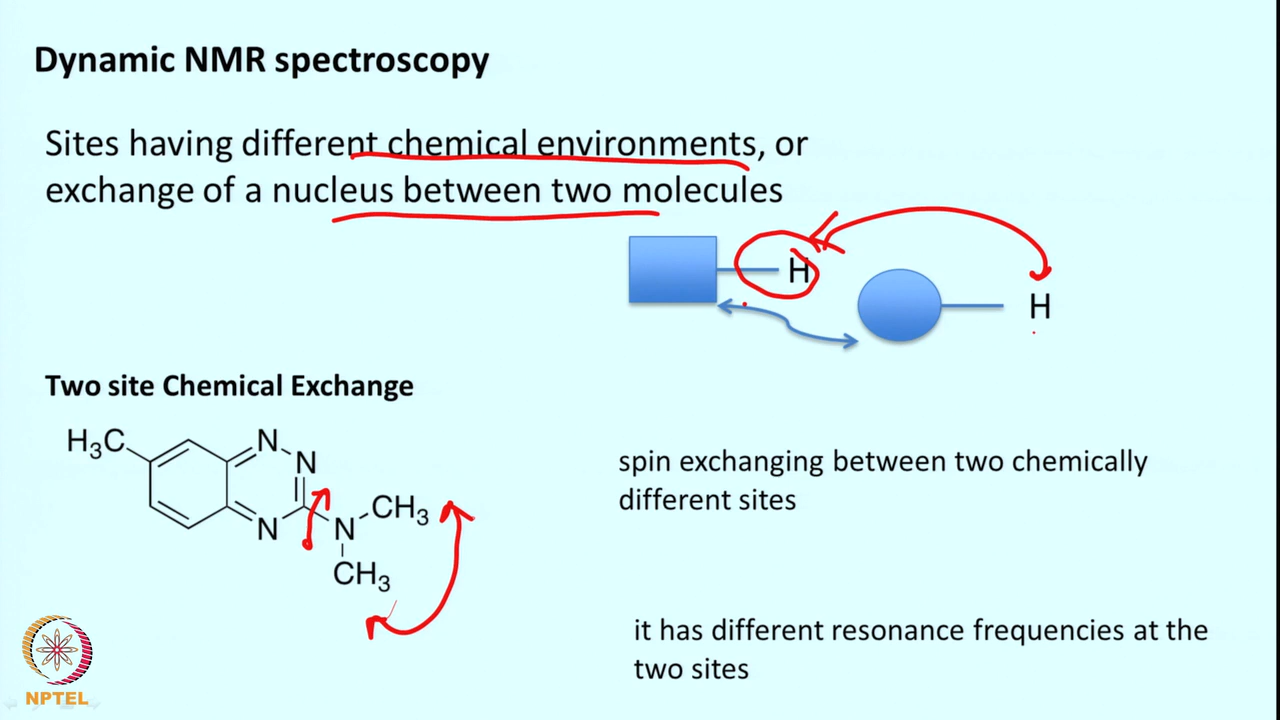 Dynamic NMR spectroscopy
Sites having different chemical environments, or
exchange of a nucleus between two molecules
H
H
Two site Chemical Exchange
H₃C
N
N
N
N
CH₃
CH₃
spin exchanging between two chemically
different sites
it has different resonance frequencies at the
two sites
NPTEL